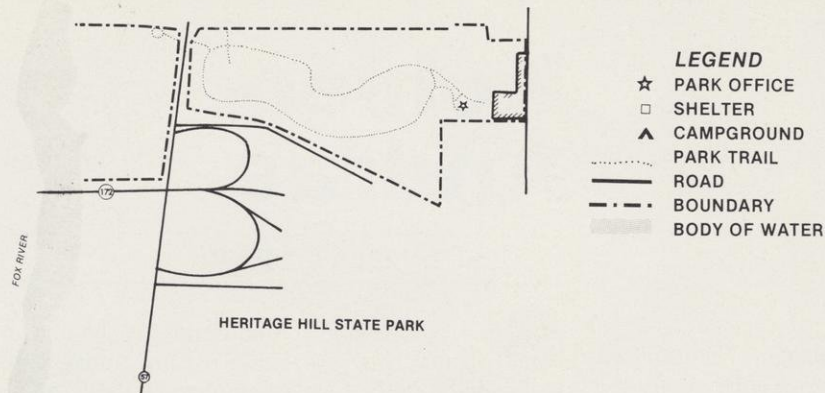 LEGEND
PARK OFFICE
SHELTER
CAMPGROUND
PARK TRAIL
ROAD
BOUNDARY
BODY OF WATER
172
FOX RIVER
HERITAGE HILL STATE PARK
57